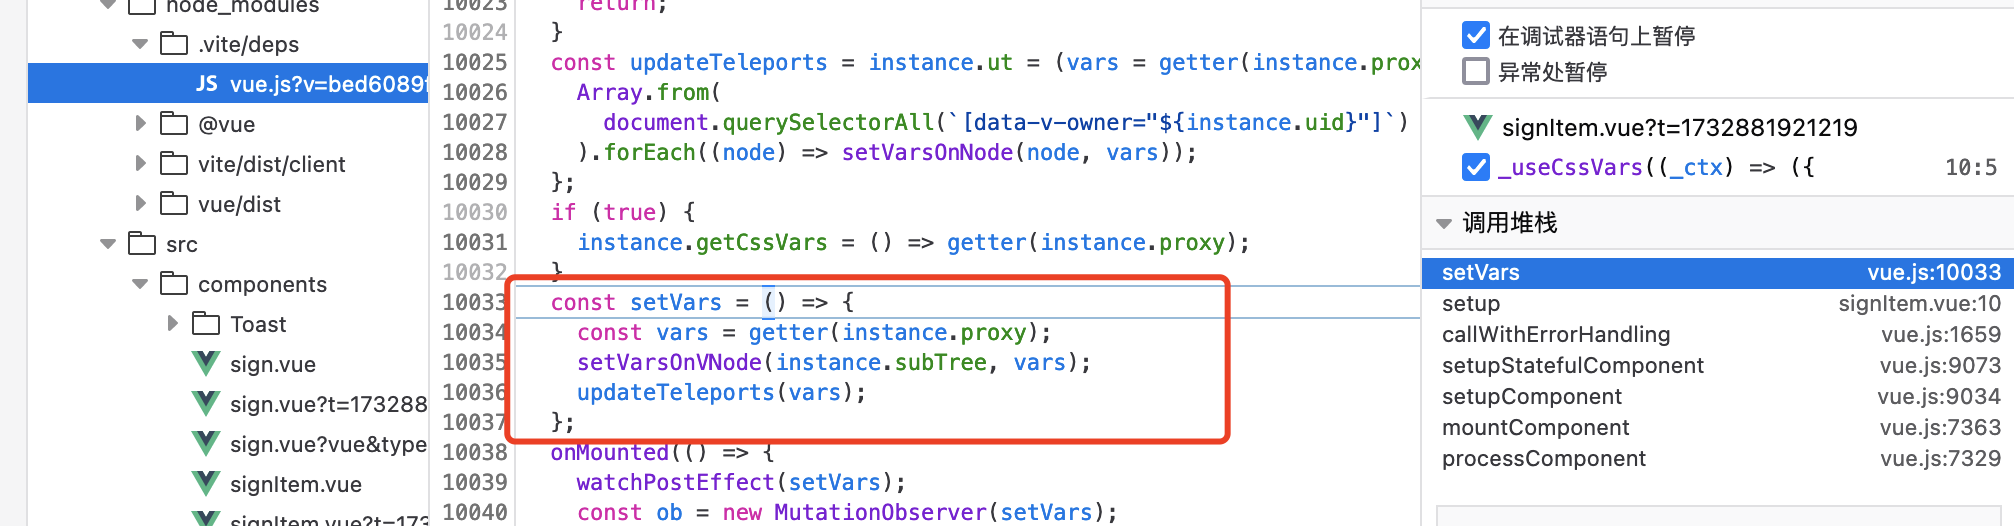 node_modules
.vite/deps
JS vue.js?v=bed6089f
@vue
vite/dist/client
vue/dist
src
components
Toast
sign.vue
sign.vue?t=173288
sign.vue?vue&type
signItem.vue
signItem.vue?t=173
10023 return;
10024 }
10025 const updateTeleports = instance.ut = (vars = getter(instance.prox
10026 Array.from(
10027 document.querySelectorAll(`[data-v-owner="${instance.uid}"]`)
10028 ).forEach((node) => setVarsOnNode(node, vars));
10029 };
10030 if (true) {
10031 instance.getCssVars = () => getter(instance.proxy);
10032 }
10033 const setVars = () => {
10034 const vars = getter(instance.proxy);
10035 setVarsOnVNode(instance.subTree, vars);
10036 updateTeleports(vars);
10037 };
10038 onMounted(() => {
10039 watchPostEffect(setVars);
10040 const ob = new MutationObserver(setVars);
在调试器语句上暂停
异常处暂停
signItem.vue?t=1732881921219
_useCssVars((_ctx) => ({ 10:5
调用堆栈
setVars vue.js:10033
setup signItem.vue:10
callWithErrorHandling vue.js:1659
setupStatefulComponent vue.js:9073
setupComponent vue.js:9034
mountComponent vue.js:7363
processComponent vue.js:7329